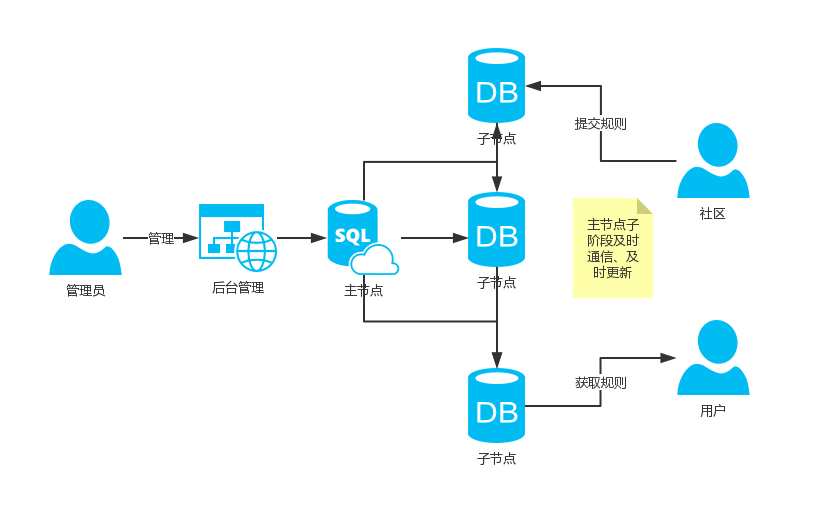 DB
子节点
提交规则
社区
管理
管理员
后台管理
SQL
主节点
DB
子节点
主节点子
阶段及时
通信、及
时更新
DB
子节点
获取规则
用户